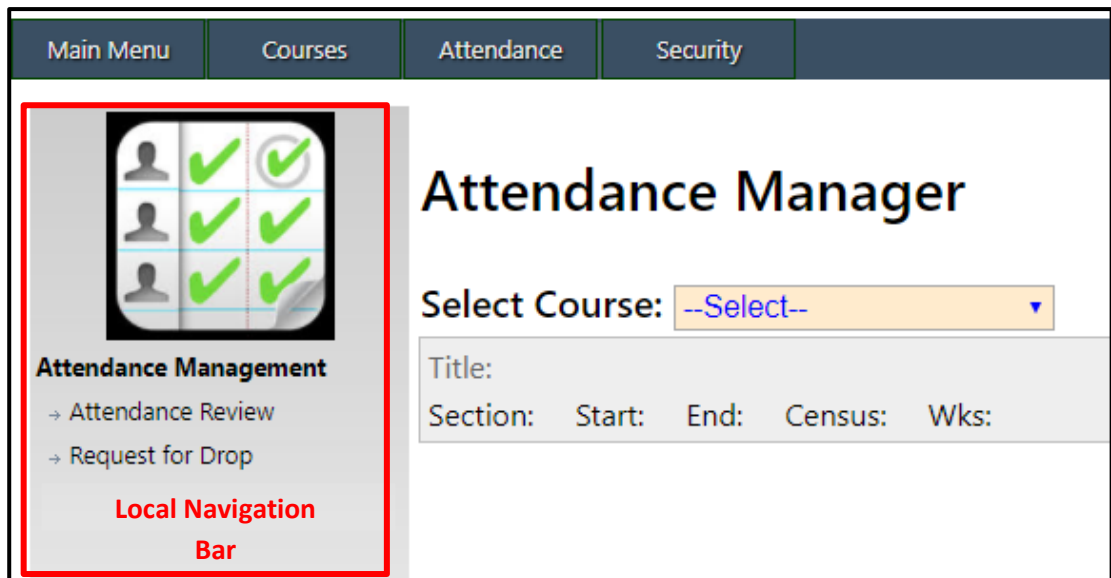 Main Menu Courses Attendance Security
Attendance Manager
Select Course: --Select--
Title:
Section: Start: End: Census: Wks:
Attendance Management
→ Attendance Review
→ Request for Drop
Local Navigation
Bar